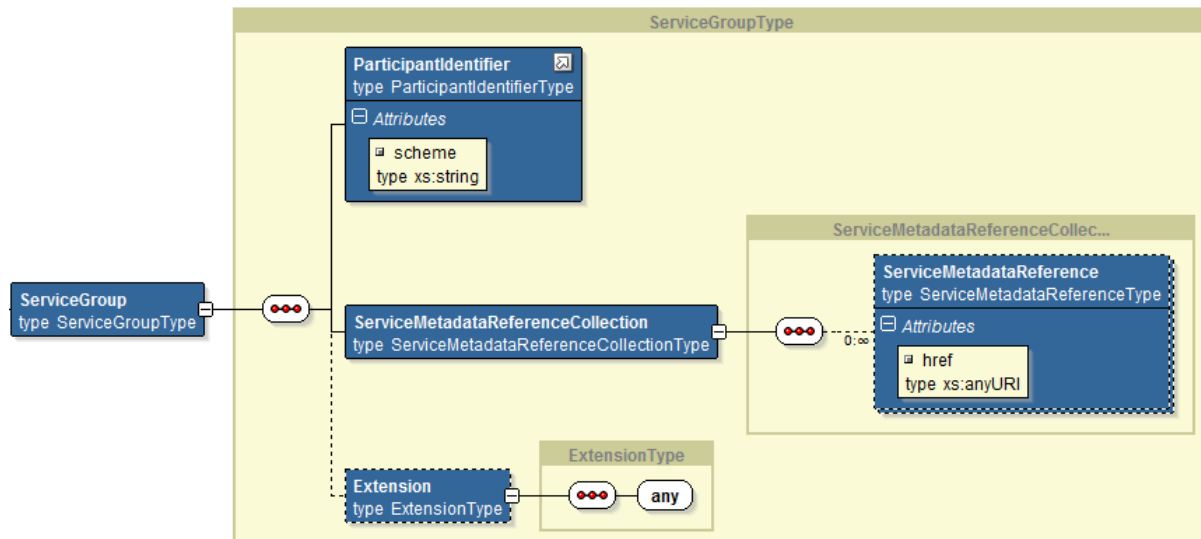 ServiceGroupType
ParticipantIdentifier
type ParticipantIdentifierType
Attributes
scheme
type xs:string
ServiceMetadataReferenceCollec...
ServiceMetadataReference
type ServiceMetadataReferenceType
Attributes
href
type xs:anyURI
0:∞
ServiceGroup
type ServiceGroupType
ServiceMetadataReferenceCollection
type ServiceMetadataReferenceCollectionType
ExtensionType
Extension
type ExtensionType
any